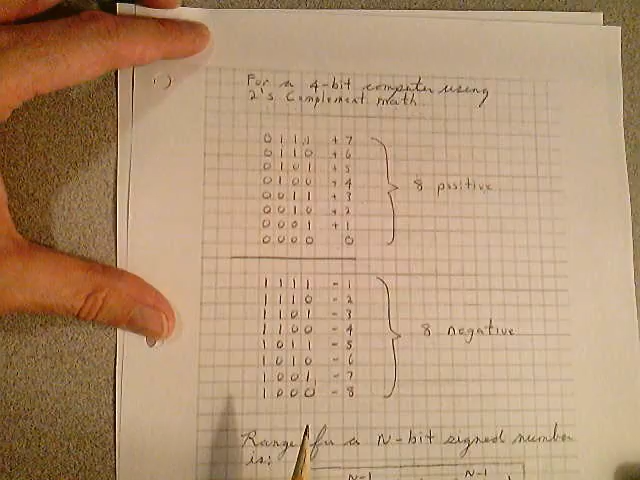 1)
For a 4-bit computer using
2's Complement math
0 1 1 1 +7
0 1 1 0 +6
0 1 0 1 +5
0 1 0 0 +4
0 0 1 1 +3
0 0 1 0 +2
0 0 0 1 +1
0 0 0 0 0
8 positive
1 1 1 1 -1
1 1 1 0 -2
1 1 0 1 -3
1 1 0 0 -4
1 0 1 1 -5
1 0 1 0 -6
1 0 0 1 -7
1 0 0 0 -8
8 negative
Range for a N-bit signed number
is:
N-1 N-1